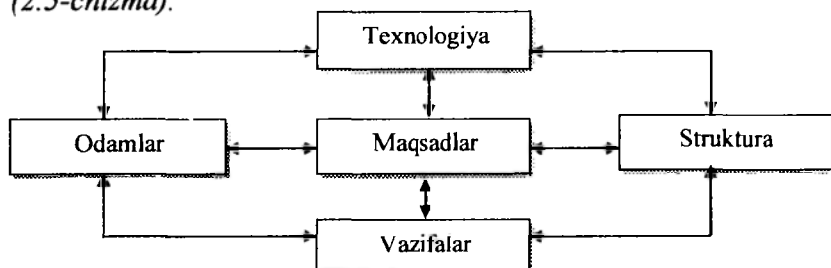 (2.5-chizma).
Texnologiya
Odamlar
Maqsadlar
Struktura
Vazifalar